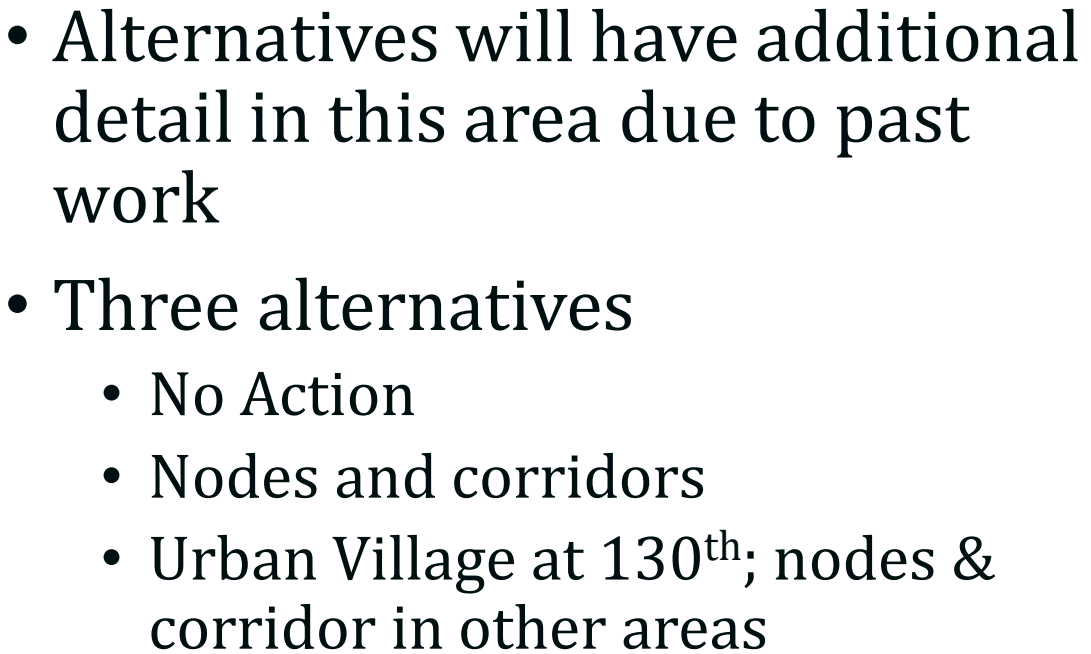 • Alternatives will have additional
detail in this area due to past
work
• Three alternatives
• No Action
• Nodes and corridors
• Urban Village at 130th; nodes &
corridor in other areas